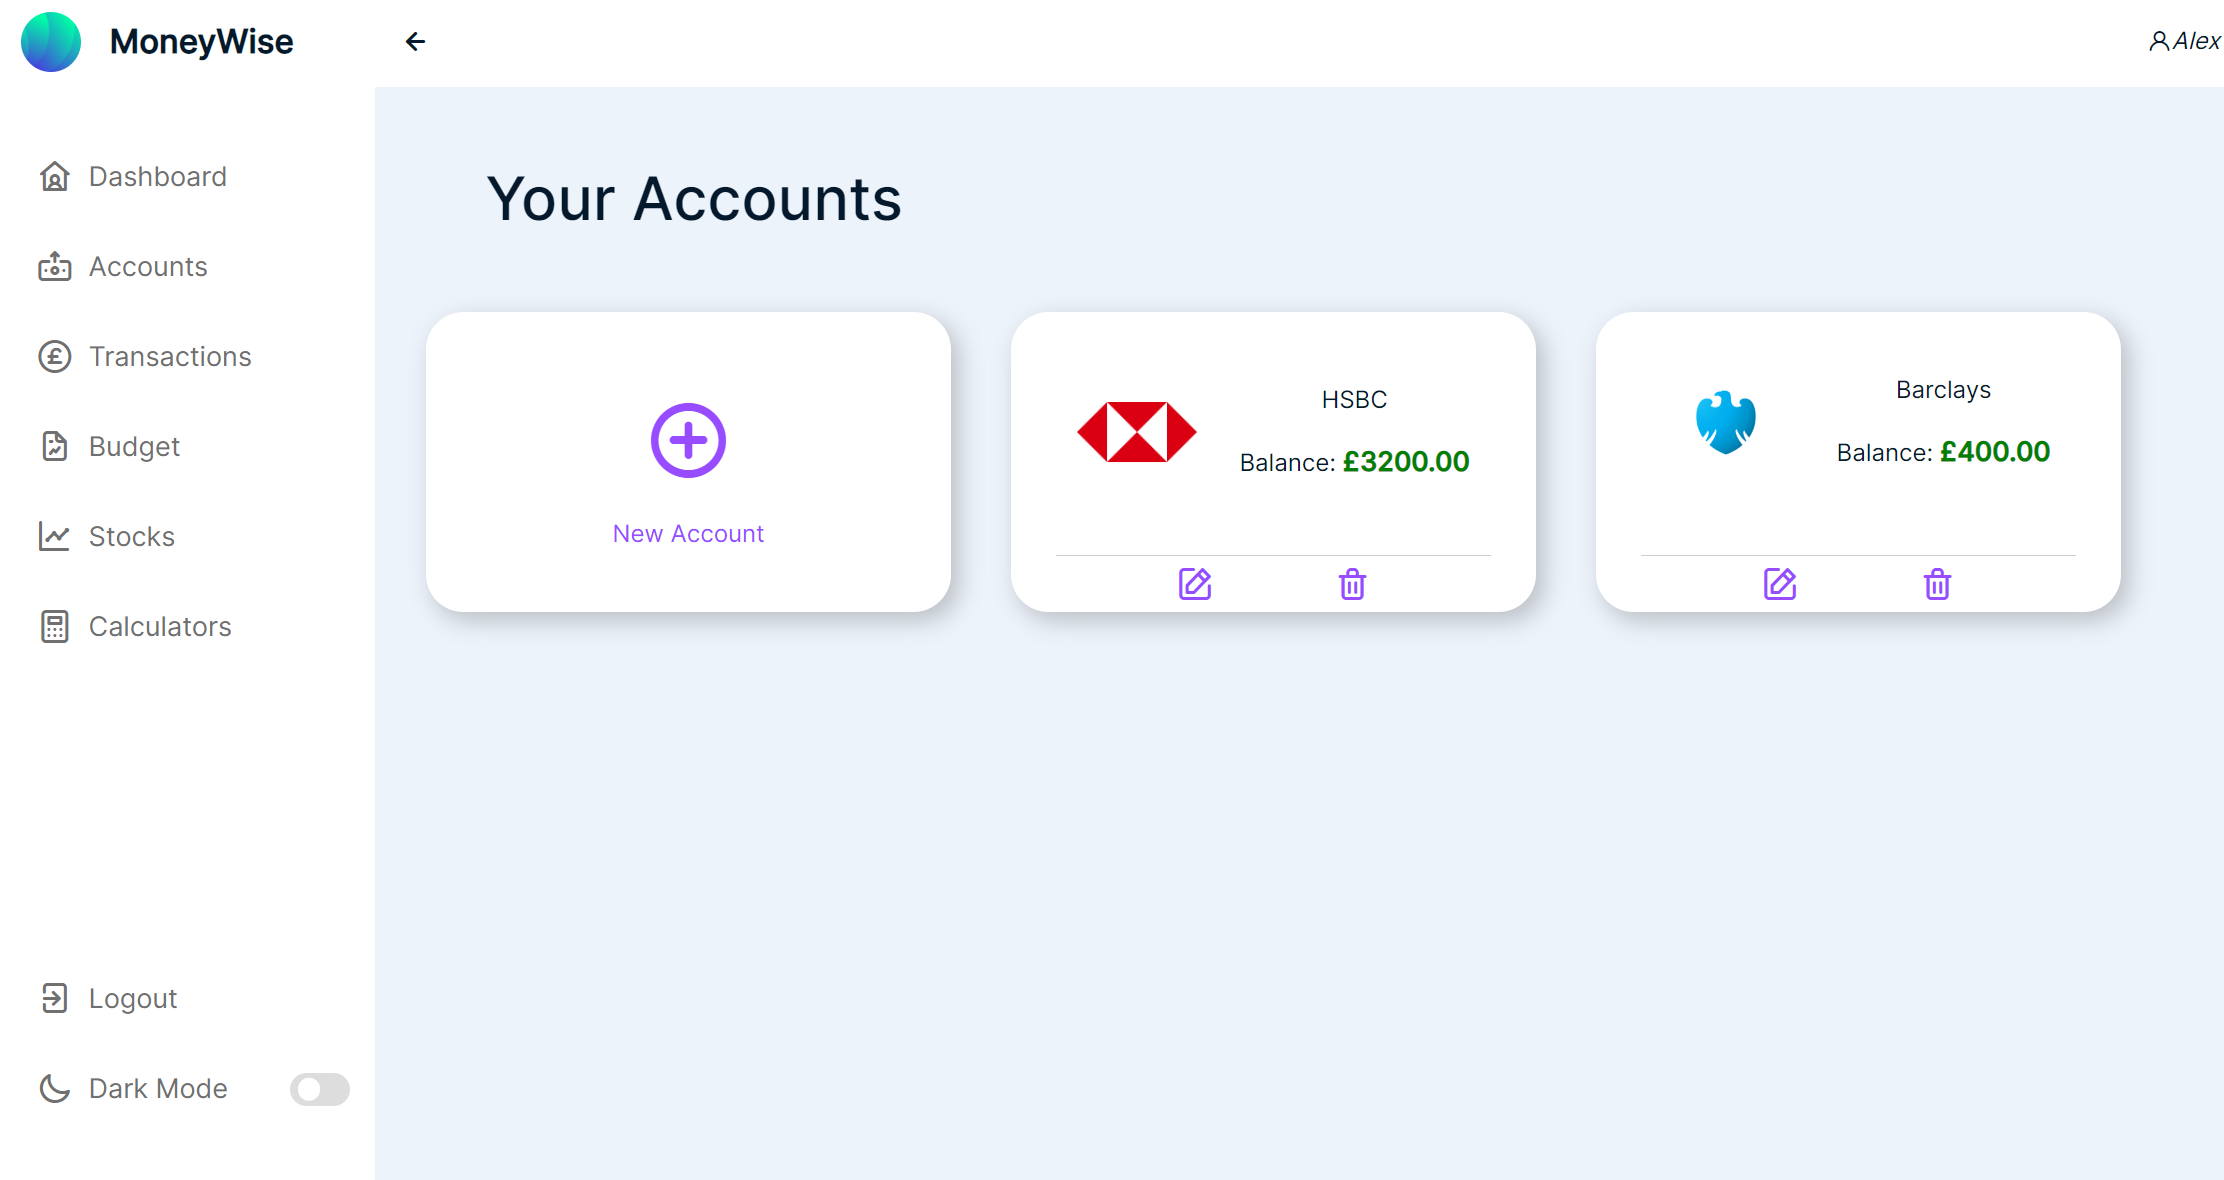 MoneyWise
Alex
Dashboard
Accounts
Transactions
Budget
Stocks
Calculators
Logout
Dark Mode
Your Accounts
New Account
HSBC
Balance: £3200.00
Barclays
Balance: £400.00